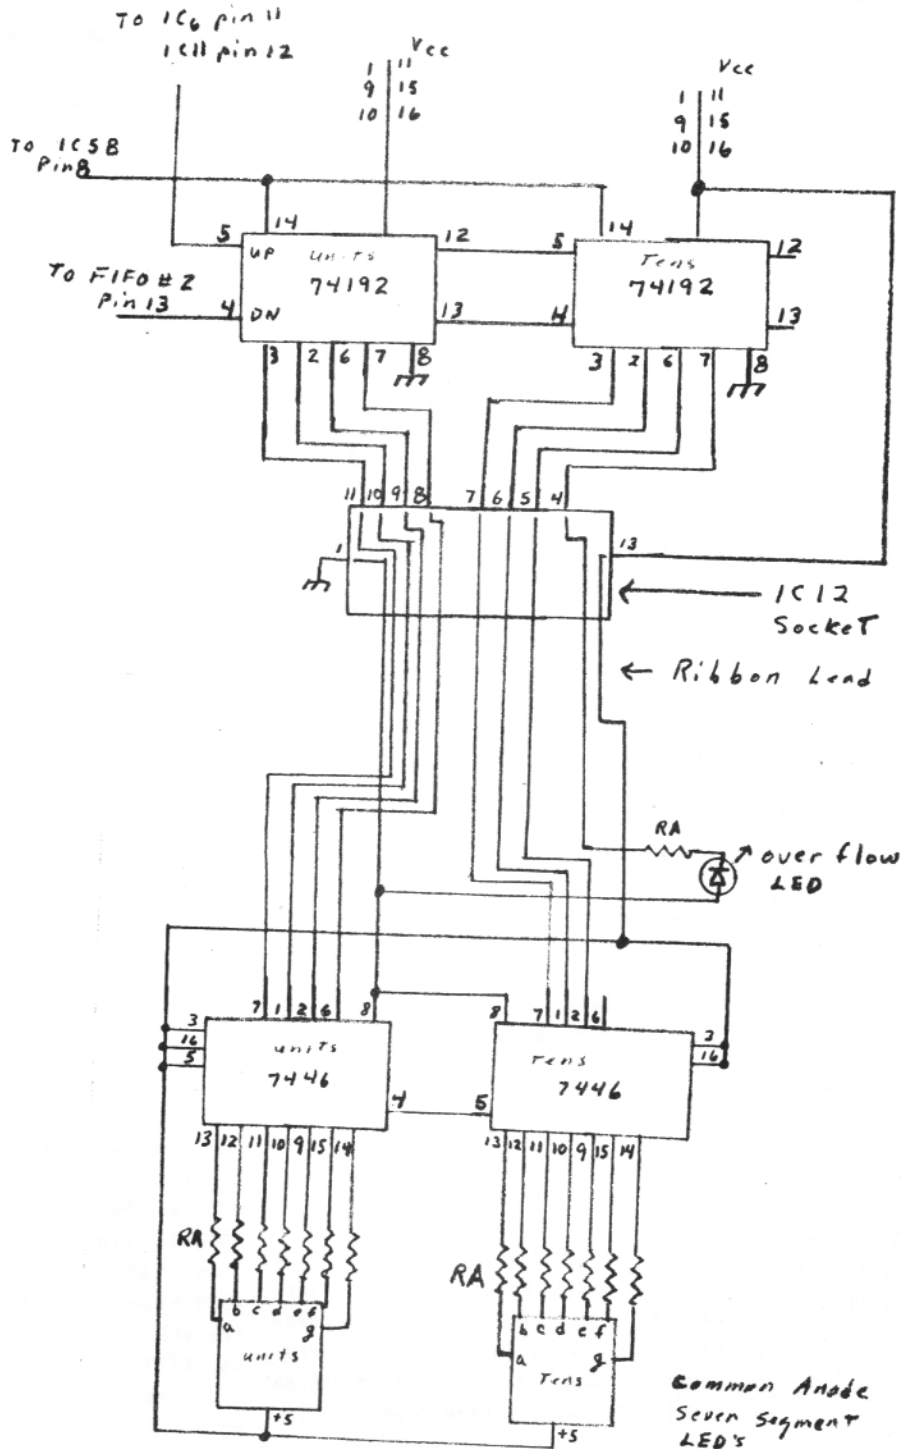 TO IC6 pin 11
IC11 pin 12
Vcc
1 11
9 15
10 16
Vcc
1 11
9 15
10 16
TO IC5B
Pin 8
14
14
5 UP units 12 5 Tens 12
74192 74192
TO FIFO # 2
Pin 13
4 DN 13 4 13
3 2 6 7 8
3 2 6 7 8
11 10 9 8 7 6 5 4
1
13
IC12
Socket
Ribbon Lead
RA
over flow
LED
7 1 2 6 8
8 7 1 2 6
3
16
5
units
7446
4
5
Tens
7446
3
16
13 12 11 10 9 15 14
13 12 11 10 9 15 14
RA
RA
a b c d e f g
units
a b c d e f g
Tens
+5
+5
Common Anode
Seven Segment
LED's